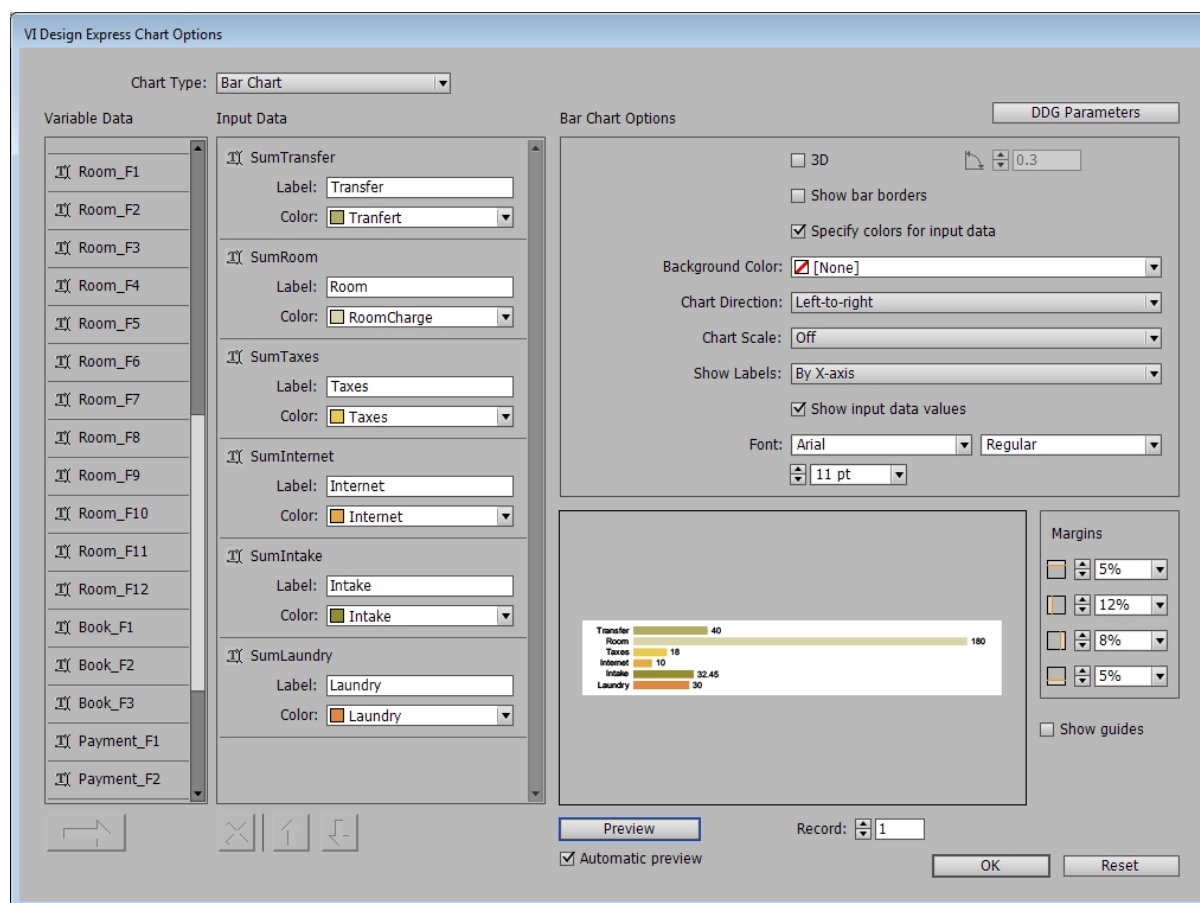 VI Design Express Chart Options
Chart Type: Bar Chart
Variable Data
Room_F1
Room_F2
Room_F3
Room_F4
Room_F5
Room_F6
Room_F7
Room_F8
Room_F9
Room_F10
Room_F11
Room_F12
Book_F1
Book_F2
Book_F3
Payment_F1
Payment_F2
Input Data
SumTransfer
Label: Transfer
Color: Tranfert
SumRoom
Label: Room
Color: RoomCharge
SumTaxes
Label: Taxes
Color: Taxes
SumInternet
Label: Internet
Color: Internet
SumIntake
Label: Intake
Color: Intake
SumLaundry
Label: Laundry
Color: Laundry
Bar Chart Options
DDG Parameters
3D
0.3
Show bar borders
Specify colors for input data
Background Color: [None]
Chart Direction: Left-to-right
Chart Scale: Off
Show Labels: By X-axis
Show input data values
Font: Arial Regular
11 pt
Transfer 40
Room 180
Taxes 18
Internet 10
Intake 32.45
Laundry 30
Margins
5%
12%
8%
5%
Show guides
Preview
Record: 1
Automatic preview
OK
Reset